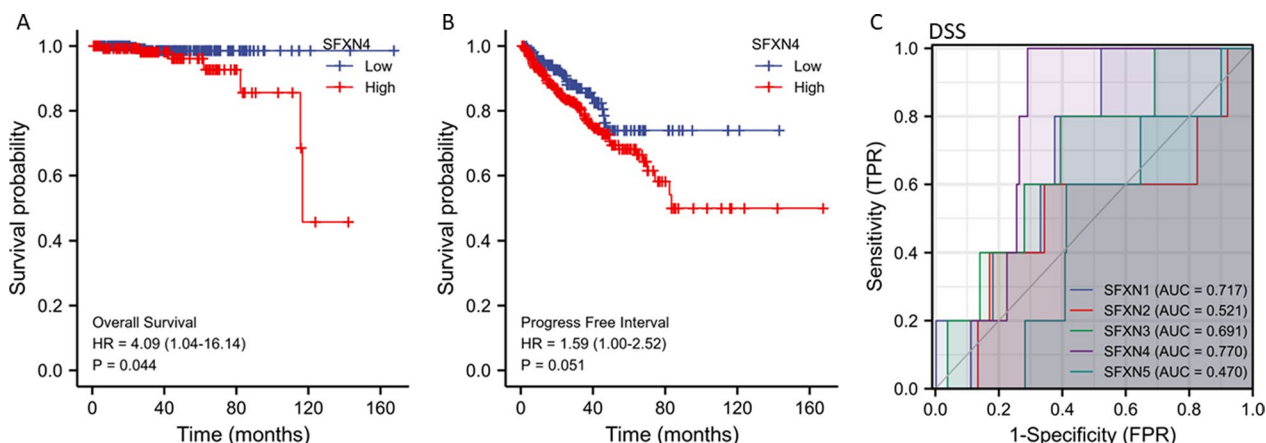 A
SFXN4
Low
High
Survival probability
1.0
0.8
0.6
0.4
0.2
0.0
Overall Survival
HR = 4.09 (1.04-16.14)
P = 0.044
0 40 80 120 160
Time (months)
B
SFXN4
Low
High
Survival probability
1.0
0.8
0.6
0.4
0.2
0.0
Progress Free Interval
HR = 1.59 (1.00-2.52)
P = 0.051
0 40 80 120 160
Time (months)
C
DSS
Sensitivity (TPR)
1.0
0.8
0.6
0.4
0.2
0.0
SFXN1 (AUC = 0.717)
SFXN2 (AUC = 0.521)
SFXN3 (AUC = 0.691)
SFXN4 (AUC = 0.770)
SFXN5 (AUC = 0.470)
0.0 0.2 0.4 0.6 0.8 1.0
1-Specificity (FPR)